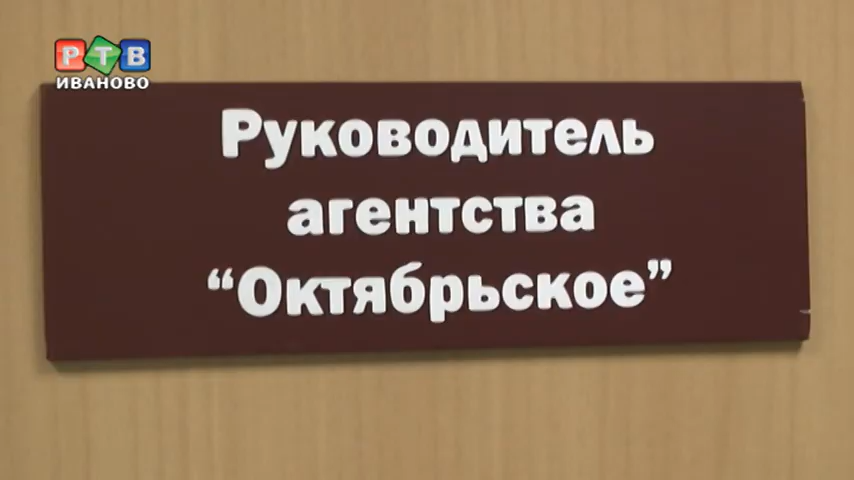 РТВ
ИВАНОВО
Руководитель
агентства
“Октябрьское”